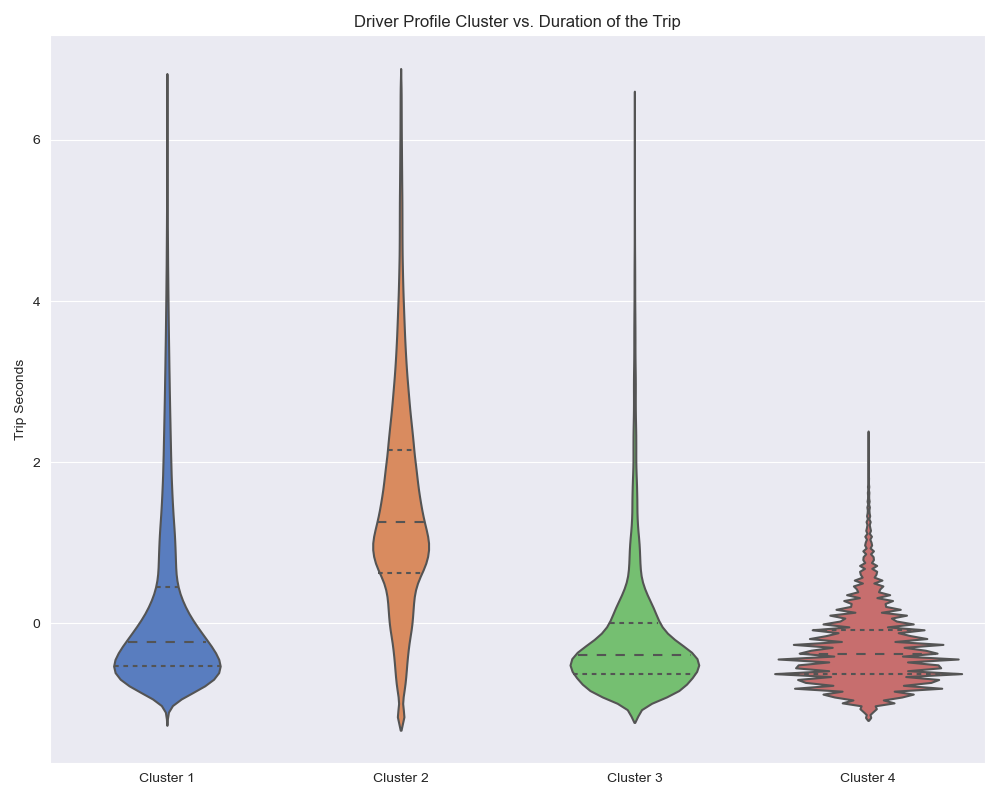 Driver Profile Cluster vs. Duration of the Trip
Trip Seconds
6
4
2
0
Cluster 1 Cluster 2 Cluster 3 Cluster 4